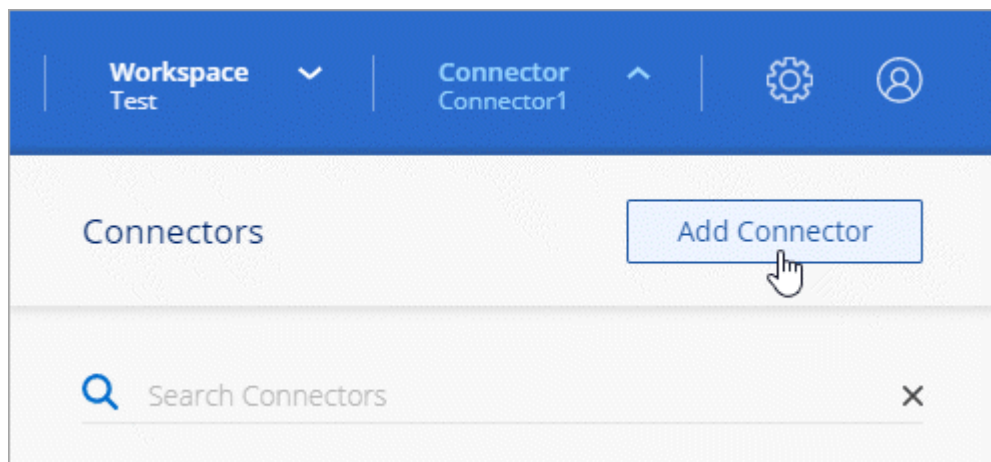 Workspace
Test
Connector
Connector1
Connectors
Add Connector
Search Connectors